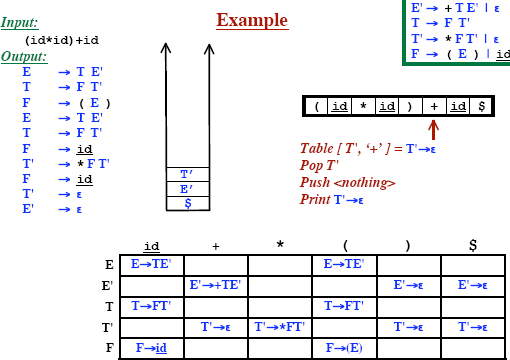 Example
Input:
(id*id)+id
Output:
E → T E'
T → F T'
F → ( E )
E → T E'
T → F T'
F → id
T' → * F T'
F → id
T' → ε
E' → ε
T'
E'
$
E' → + T E' | ε
T → F T'
T' → * F T' | ε
F → ( E ) | id
( id * id ) + id $
Table [ T', ‘+’ ] = T'→ε
Pop T'
Push <nothing>
Print T'→ε
id + * ( ) $
E E→TE' E→TE'
E' E'→+TE' E'→ε E'→ε
T T→FT' T→FT'
T' T'→ε T'→*FT' T'→ε T'→ε
F F→id F→(E)